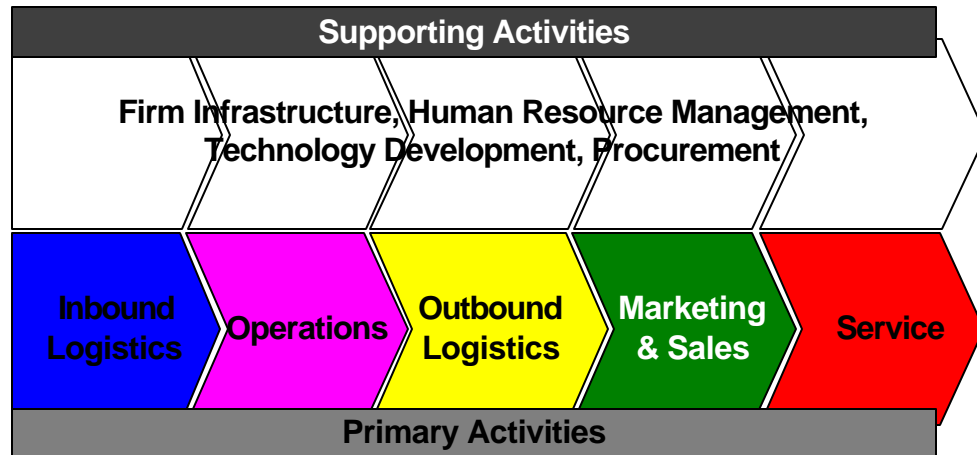 Supporting Activities
Firm Infrastructure, Human Resource Management,
Technology Development, Procurement
Inbound
Logistics
Operations
Outbound
Logistics
Marketing
& Sales
Service
Primary Activities